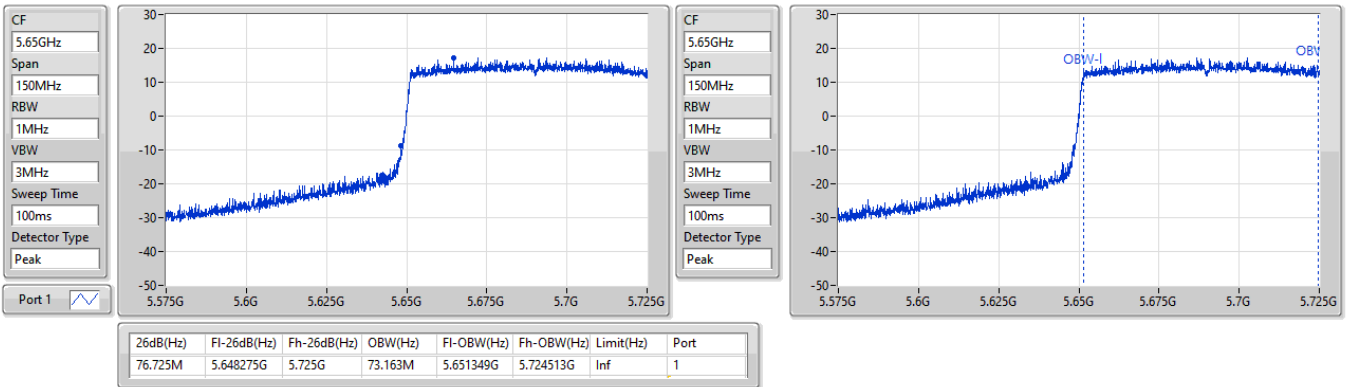 CF
5.65GHz
Span
150MHz
RBW
1MHz
VBW
3MHz
Sweep Time
100ms
Detector Type
Peak
Port 1
30
20
10
0
-10
-20
-30
-40
-50
5.575G 5.6G 5.625G 5.65G 5.675G 5.7G 5.725G
CF
5.65GHz
Span
150MHz
RBW
1MHz
VBW
3MHz
Sweep Time
100ms
Detector Type
Peak
30
20
10
0
-10
-20
-30
-40
-50
OBW-l
OBV
5.575G 5.6G 5.625G 5.65G 5.675G 5.7G 5.725G
26dB(Hz) Fl-26dB(Hz) Fh-26dB(Hz) OBW(Hz) Fl-OBW(Hz) Fh-OBW(Hz) Limit(Hz) Port
76.725M 5.648275G 5.725G 73.163M 5.651349G 5.724513G Inf 1